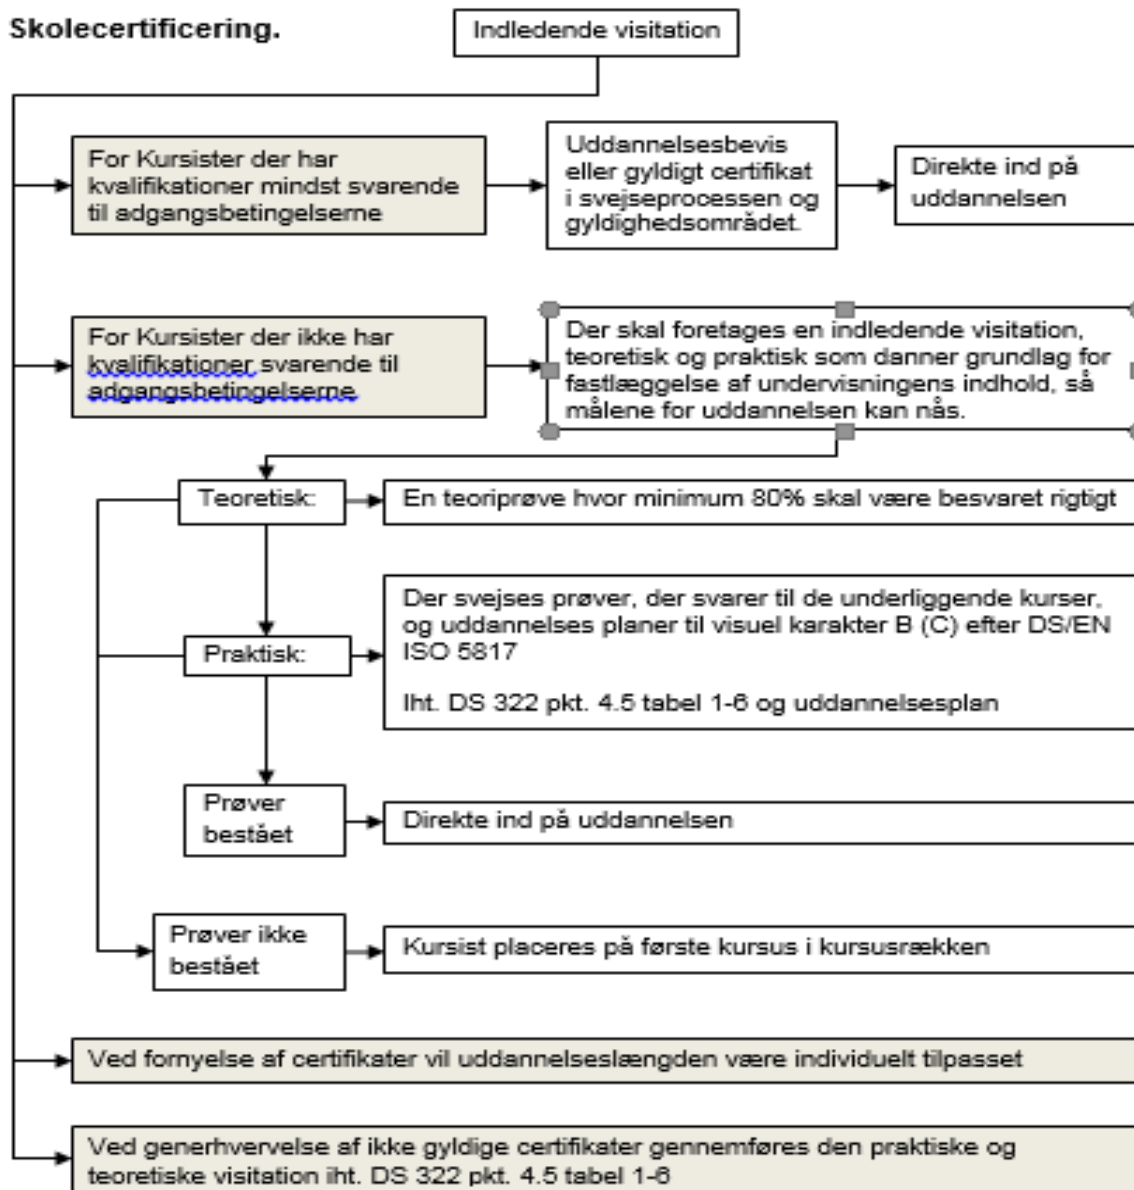 Skolecertificering.
Indledende visitation
For Kursister der har
kvalifikationer mindst svarende
til adgangsbetingelserne
Uddannelsesbevis
eller gyldigt certifikat
i svejseprocessen og
gyldighedsområdet.
Direkte ind på
uddannelsen
For Kursister der ikke har
kvalifikationer svarende til
adgangsbetingelserne
Der skal foretages en indledende visitation,
teoretisk og praktisk som danner grundlag for
fastlæggelse af undervisningens indhold, så
målene for uddannelsen kan nås.
Teoretisk:
En teoriprøve hvor minimum 80% skal være besvaret rigtigt
Praktisk:
Der svejses prøver, der svarer til de underliggende kurser,
og uddannelses planer til visuel karakter B (C) efter DS/EN
ISO 5817
Iht. DS 322 pkt. 4.5 tabel 1-6 og uddannelsesplan
Prøver
bestået
Direkte ind på uddannelsen
Prøver ikke
bestået
Kursist placeres på første kursus i kursusrækken
Ved fornyelse af certifikater vil uddannelseslængden være individuelt tilpasset
Ved generhvervelse af ikke gyldige certifikater gennemføres den praktiske og
teoretiske visitation iht. DS 322 pkt. 4.5 tabel 1-6